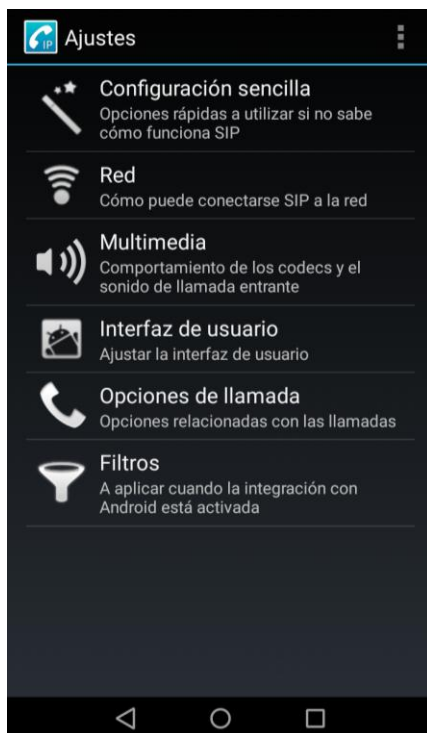 IP
Ajustes
Configuración sencilla
Opciones rápidas a utilizar si no sabe
cómo funciona SIP
Red
Cómo puede conectarse SIP a la red
Multimedia
Comportamiento de los codecs y el
sonido de llamada entrante
Interfaz de usuario
Ajustar la interfaz de usuario
Opciones de llamada
Opciones relacionadas con las llamadas
Filtros
A aplicar cuando la integración con
Android está activada